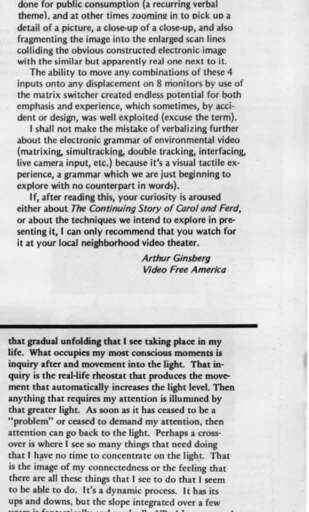 done for public consumption (a recurring verbal
theme), and at other times zooming in to pick up a
detail of a picture, a close-up of a close-up, and also
fragmenting the image into the enlarged scan lines
colliding the obvious constructed electronic image
with the similar but apparently real one next to it.
The ability to move any combinations of these 4
inputs onto any displacement on 8 monitors by use of
the matrix switcher created endless potential for both
emphasis and experience, which sometimes, by acci-
dent or design, was well exploited (excuse the term).
I shall not make the mistake of verbalizing further
about the electronic grammar of environmental video
(matrixing, simultracking, double tracking, interfacing,
live camera input, etc.) because it's a visual tactile ex-
perience, a grammar which we are just beginning to
explore with no counterpart in words).
If, after reading this, your curiosity is aroused
either about The Continuing Story of Carol and Ferd,
or about the techniques we intend to explore in pre-
senting it, I can only recommend that you watch for
it at your local neighborhood video theater.
Arthur Ginsberg
Video Free America
that gradual unfolding that I see taking place in my
life. What occupies my most conscious moments is
inquiry after and movement into the light. That in-
quiry is the real-life rheostat that produces the move-
ment that automatically increases the light level. Then
anything that requires my attention is illumined by
that greater light. As soon as it has ceased to be a
"problem" or ceased to demand my attention, then
attention can go back to the light. Perhaps a cross-
over is where I see so many things that need doing
that I have no time to concentrate on the light. That
is the image of my connectedness or the feeling that
there are all these things that I see to do that I seem
to be able to do. It's a dynamic process. It has its
ups and downs, but the slope integrated over a few